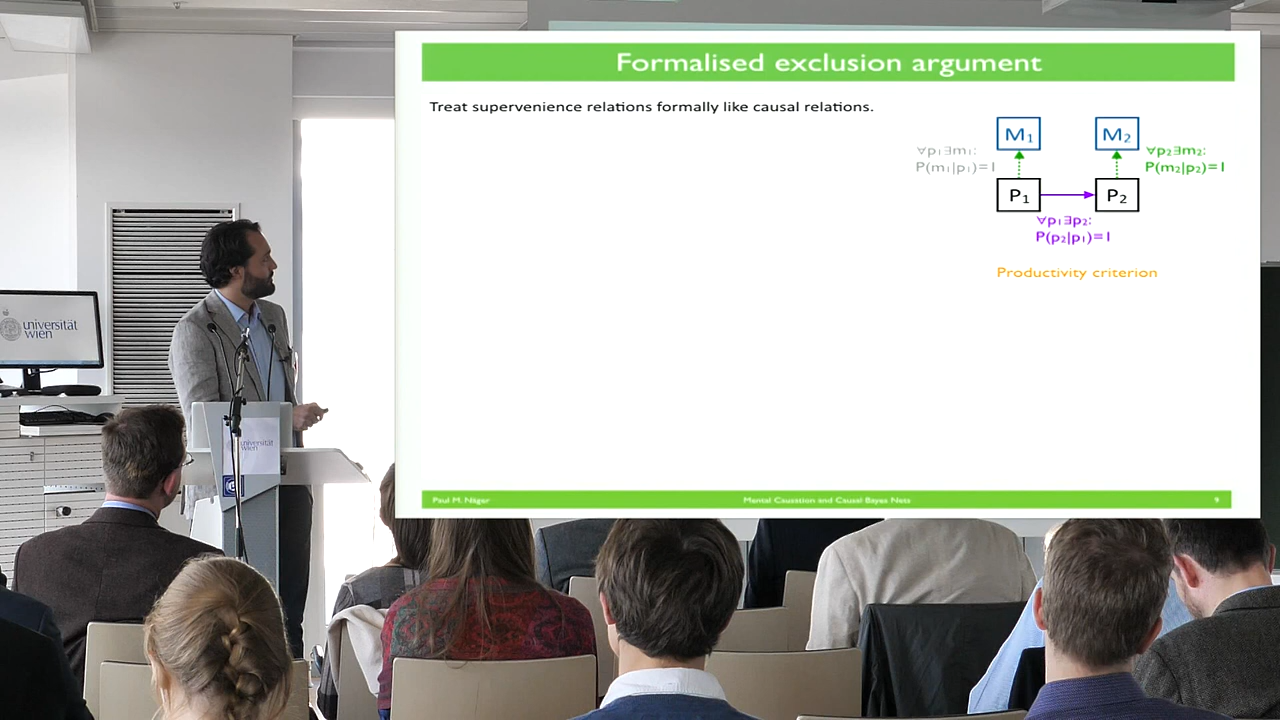 Formalised exclusion argument
Treat supervenience relations formally like causal relations.
M₁
M₂
∀p₁∃m₁:
P(m₁|p₁)=1
∀p₂∃m₂:
P(m₂|p₂)=1
P₁
P₂
∀p₁∃p₂:
P(p₂|p₁)=1
Productivity criterion
universität
wien
universität
wien
Paul M. Näger
Mental Causation and Causal Bayes Nets
9